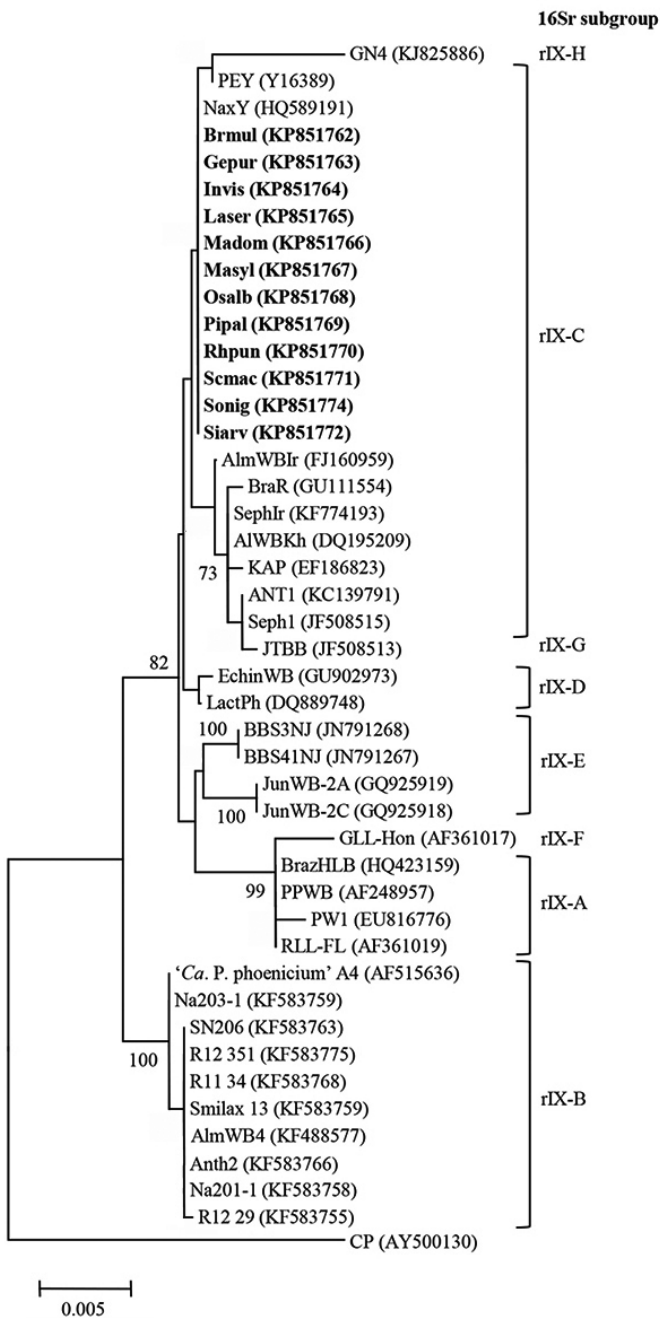 16Sr subgroup
GN4 (KJ825886) rIX-H
PEY (Y16389)
NaxY (HQ589191)
Brmul (KP851762)
Gepur (KP851763)
Invis (KP851764)
Laser (KP851765)
Madom (KP851766)
Masyl (KP851767)
Osalb (KP851768)
Pipal (KP851769)
rIX-C
Rhpun (KP851770)
Scmac (KP851771)
Sonig (KP851774)
Siarv (KP851772)
AlmWBIr (FJ160959)
BraR (GU111554)
SephIr (KF774193)
AlWBKh (DQ195209)
73 KAP (EF186823)
ANT1 (KC139791)
Seph1 (JF508515)
JTBB (JF508513) rIX-G
82 EchinWB (GU902973)
rIX-D
LactPh (DQ889748)
100 BBS3NJ (JN791268)
BBS41NJ (JN791267)
rIX-E
JunWB-2A (GQ925919)
100 JunWB-2C (GQ925918)
GLL-Hon (AF361017) rIX-F
BrazHLB (HQ423159)
99 PPWB (AF248957)
rIX-A
PW1 (EU816776)
RLL-FL (AF361019)
‘Ca. P. phoenicium’ A4 (AF515636)
Na203-1 (KF583759)
SN206 (KF583763)
100 R12 351 (KF583775)
R11 34 (KF583768)
rIX-B
Smilax 13 (KF583759)
AlmWB4 (KF488577)
Anth2 (KF583766)
Na201-1 (KF583758)
R12 29 (KF583755)
CP (AY500130)
0.005